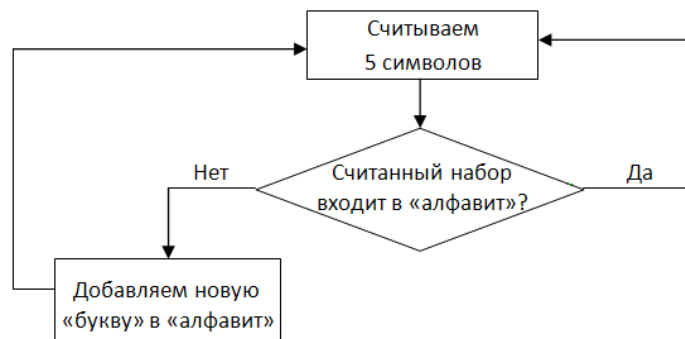 Считываем
5 символов
Нет
Считанный набор
входит в «алфавит»?
Да
Добавляем новую
«букву» в «алфавит»